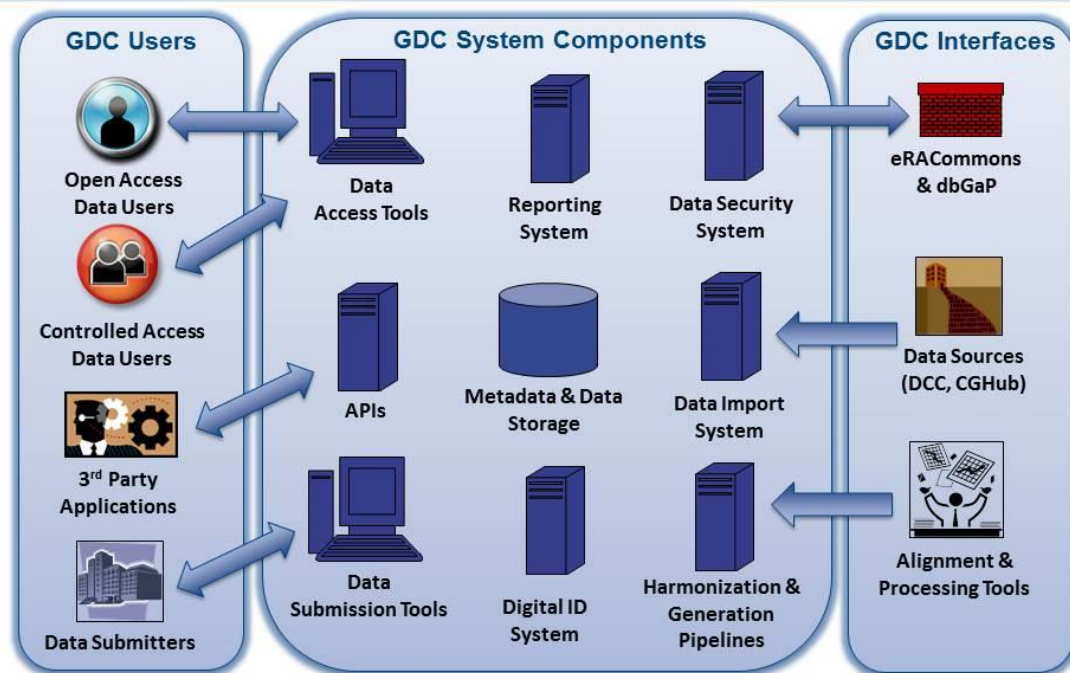 GDC Users
Open Access
Data Users
Controlled Access
Data Users
3rd Party
Applications
Data Submitters
GDC System Components
Data
Access Tools
Reporting
System
Data Security
System
APIs
Metadata & Data
Storage
Data Import
System
Data
Submission Tools
Digital ID
System
Harmonization &
Generation
Pipelines
GDC Interfaces
eRACommons
& dbGaP
Data Sources
(DCC, CGHub)
Alignment &
Processing Tools